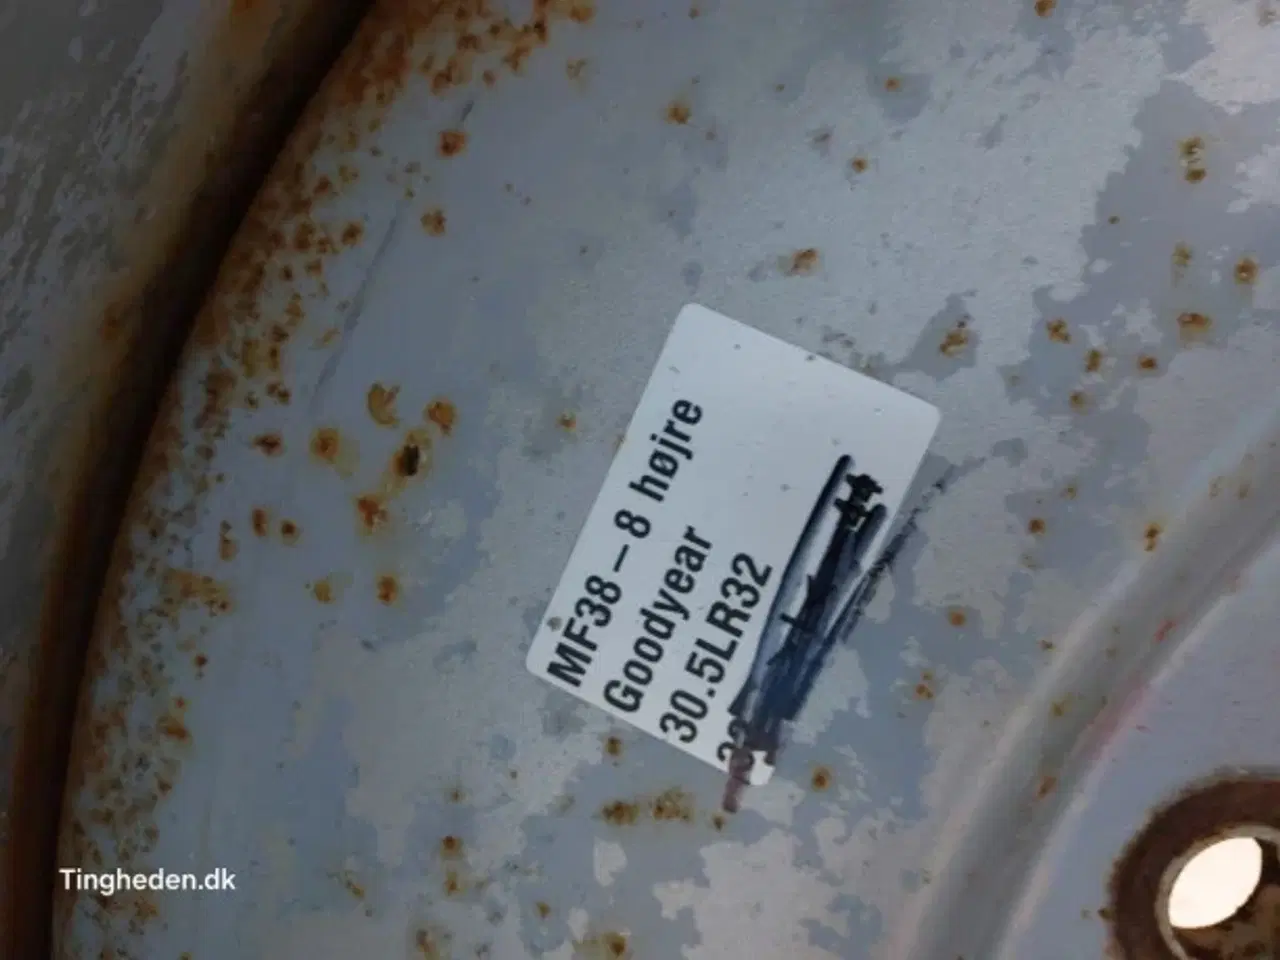 MF38 – 8 højre
Goodyear
30.5LR32
Tingheden.dk